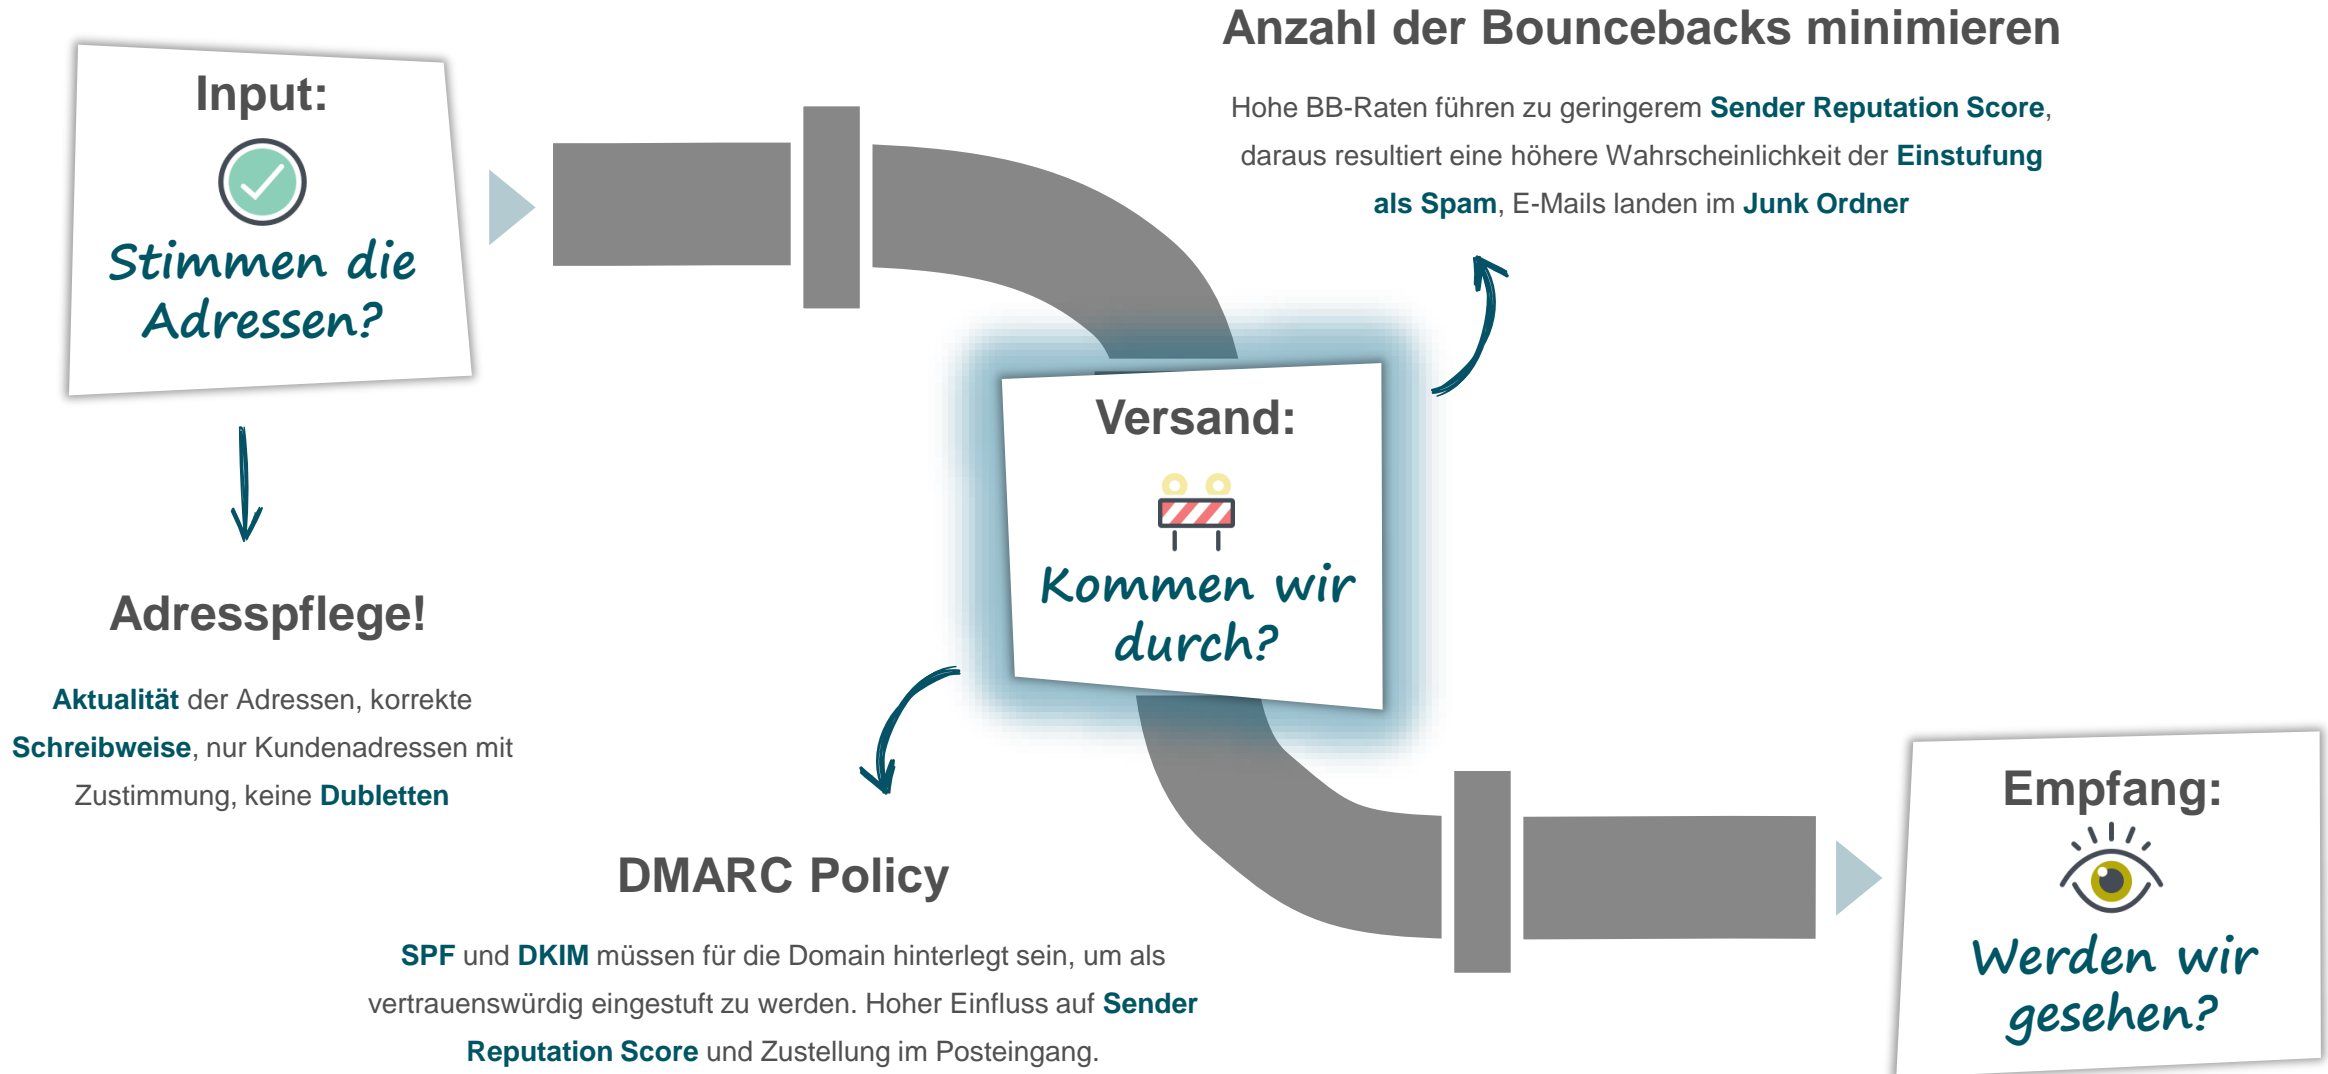 Input:
Stimmen die
Adressen?
Adresspflege!
Aktualität der Adressen, korrekte
Schreibweise, nur Kundenadressen mit
Zustimmung, keine Dubletten
Anzahl der Bouncebacks minimieren
Hohe BB-Raten führen zu geringerem Sender Reputation Score,
daraus resultiert eine höhere Wahrscheinlichkeit der Einstufung
als Spam, E-Mails landen im Junk Ordner
Versand:
Kommen wir
durch?
DMARC Policy
SPF und DKIM müssen für die Domain hinterlegt sein, um als
vertrauenswürdig eingestuft zu werden. Hoher Einfluss auf Sender
Reputation Score und Zustellung im Posteingang.
Empfang:
Werden wir
gesehen?